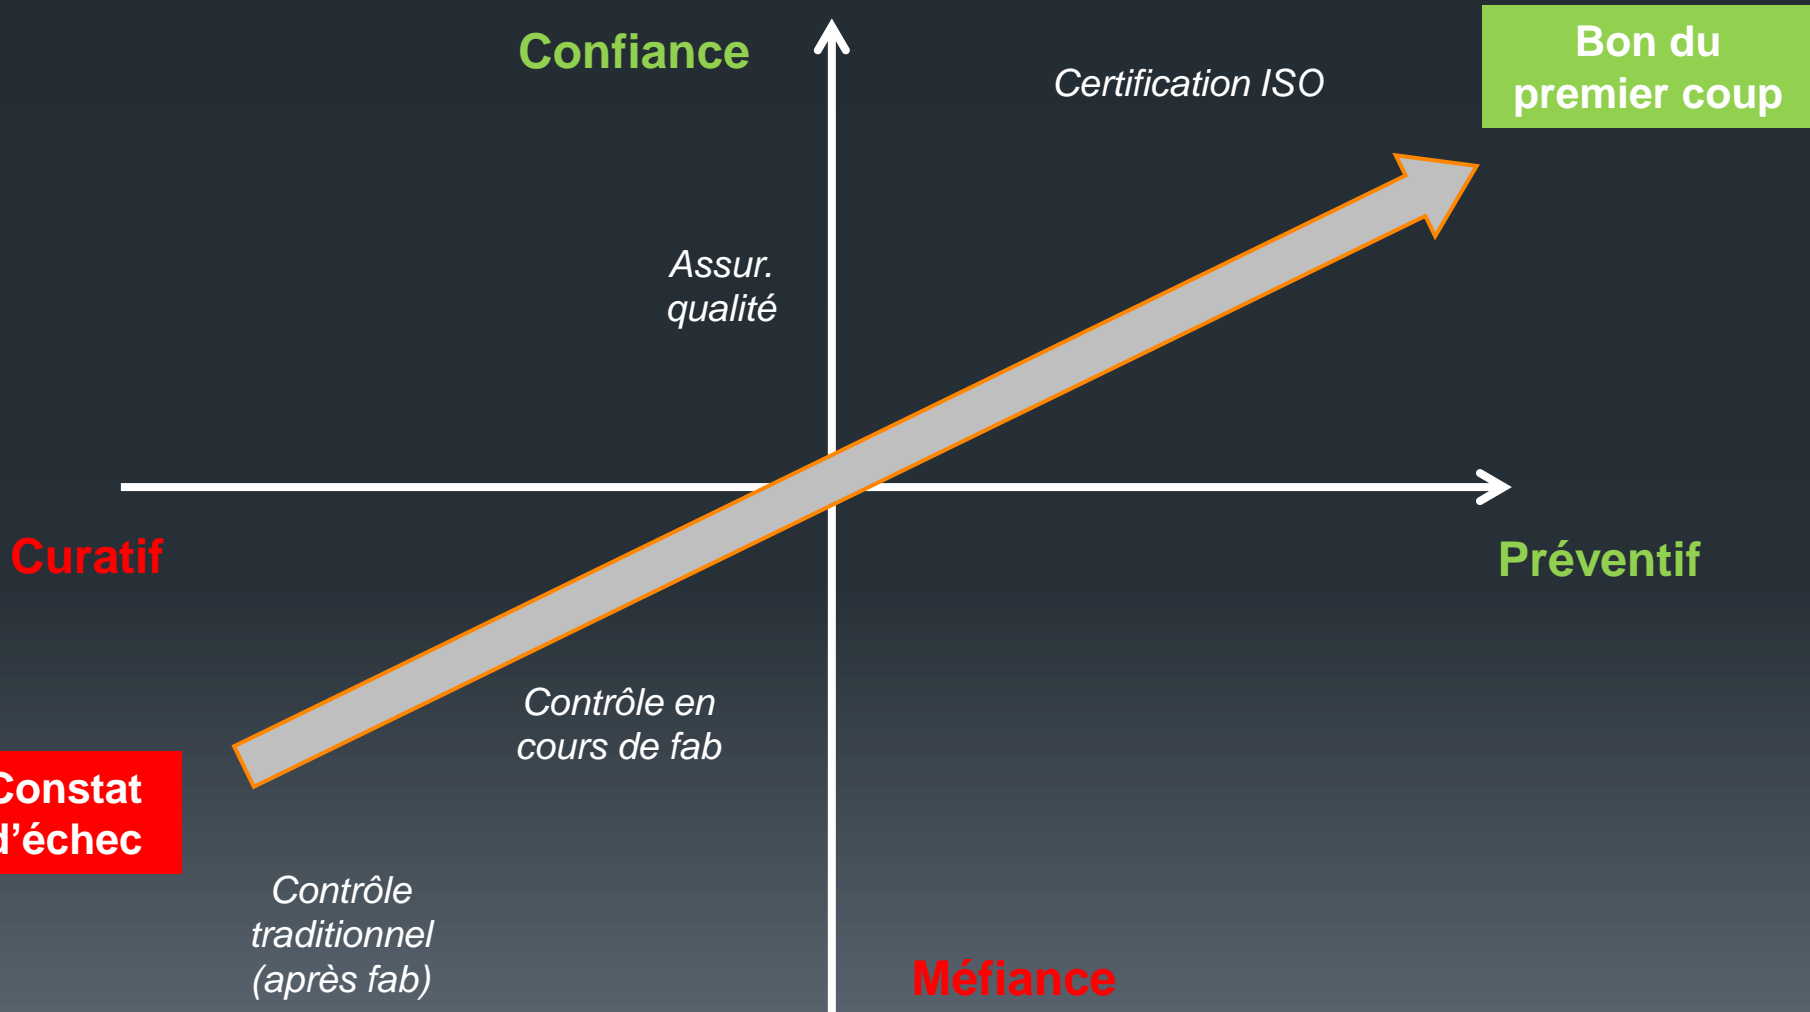 Confiance
Certification ISO
Bon du
premier coup
Assur.
qualité
Curatif
Préventif
Contrôle en
cours de fab
Constat
d’échec
Contrôle
traditionnel
(après fab)
Méfiance